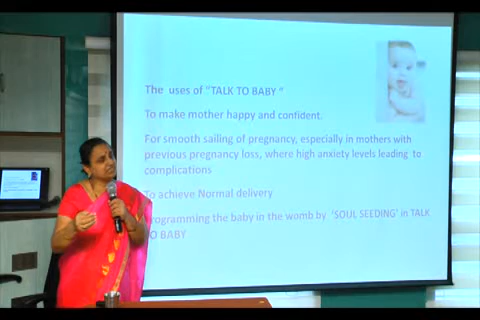 The uses of "TALK TO BABY "
To make mother happy and confident.
For smooth sailing of pregnancy, especially in mothers with
previous pregnancy loss, where high anxiety levels leading to
complications
To achieve Normal delivery
Programming the baby in the womb by 'SOUL SEEDING' in TALK
TO BABY